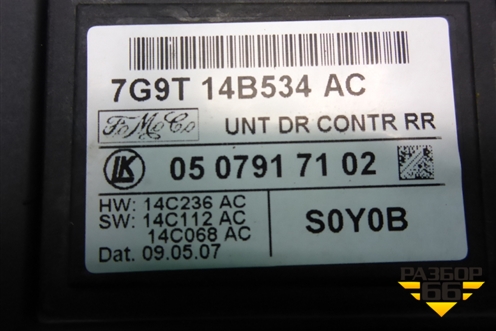 7G9T 14B534 AC
FoMoCo
UNT DR CONTR RR
LK
05 0791 71 02
HW: 14C236 AC
SW: 14C112 AC
14C068 AC
Dat. 09.05.07
S0Y0B
РАЗБОР
66